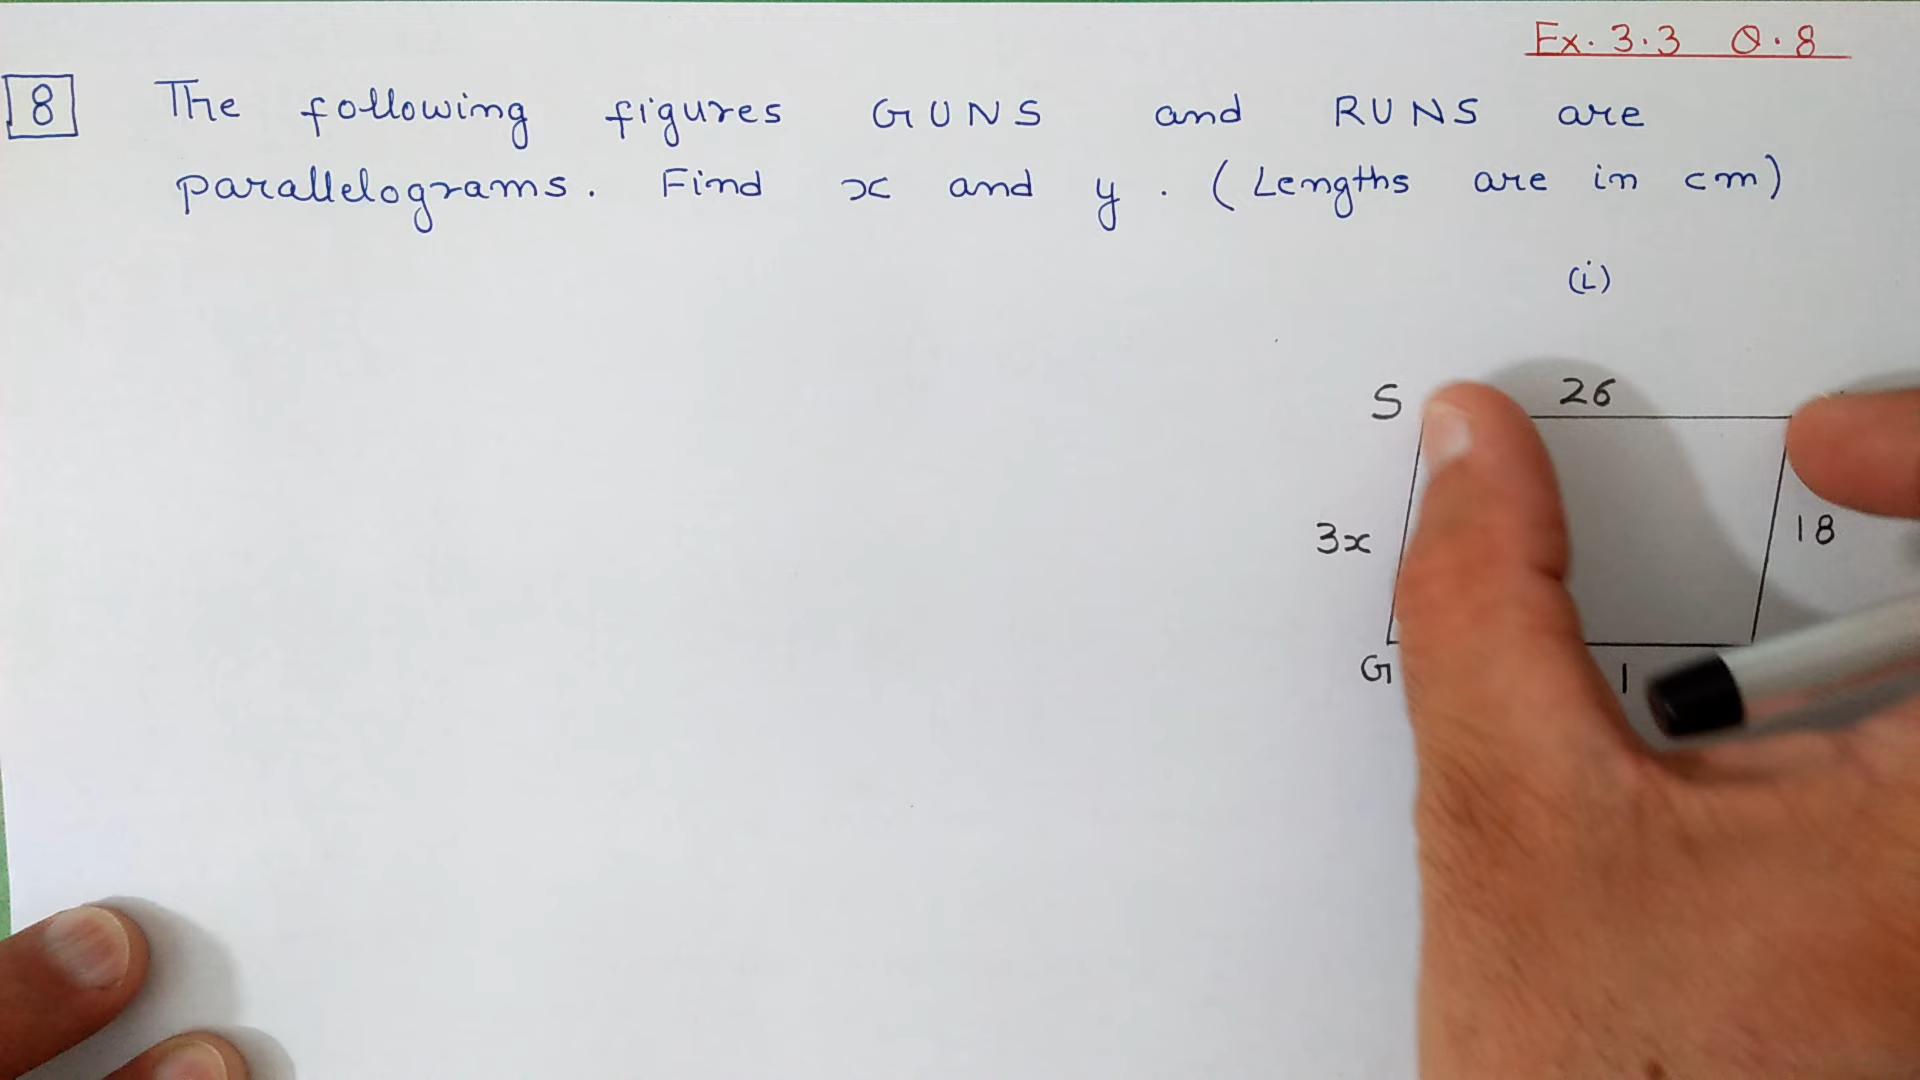 Ex. 3.3 Q.8
8 The following figures GUNS and RUNS are
parallelograms. Find x and y. (Lengths are in cm)
(i)
S 26
3x 18
G 1